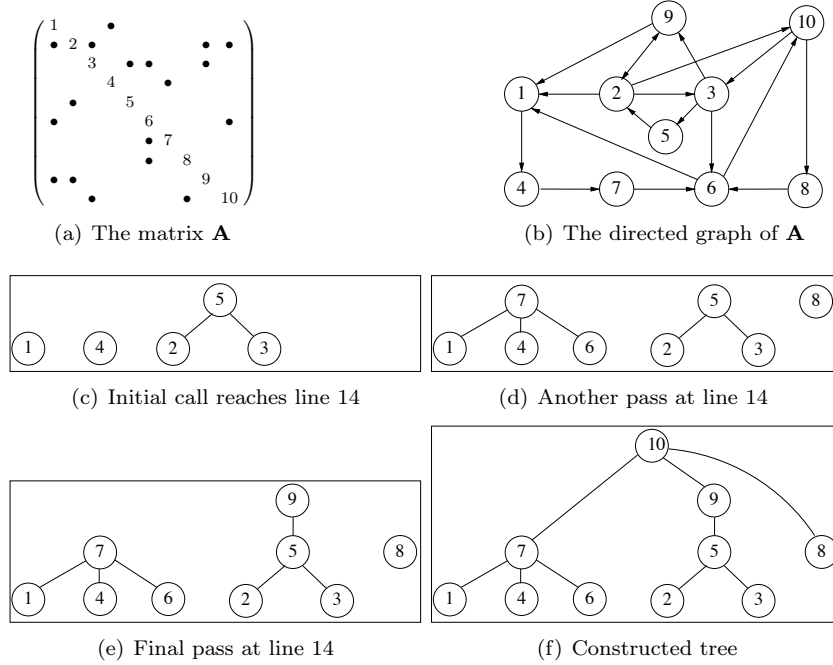 1
2
3
4
5
6
7
8
9
10
(a) The matrix A
9
10
1
2
3
5
4
7
6
8
(b) The directed graph of A
5
1 4 2 3
(c) Initial call reaches line 14
7 5 8
1 4 6 2 3
(d) Another pass at line 14
9
7 5 8
1 4 6 2 3
(e) Final pass at line 14
10
9
7 5 8
1 4 6 2 3
(f) Constructed tree